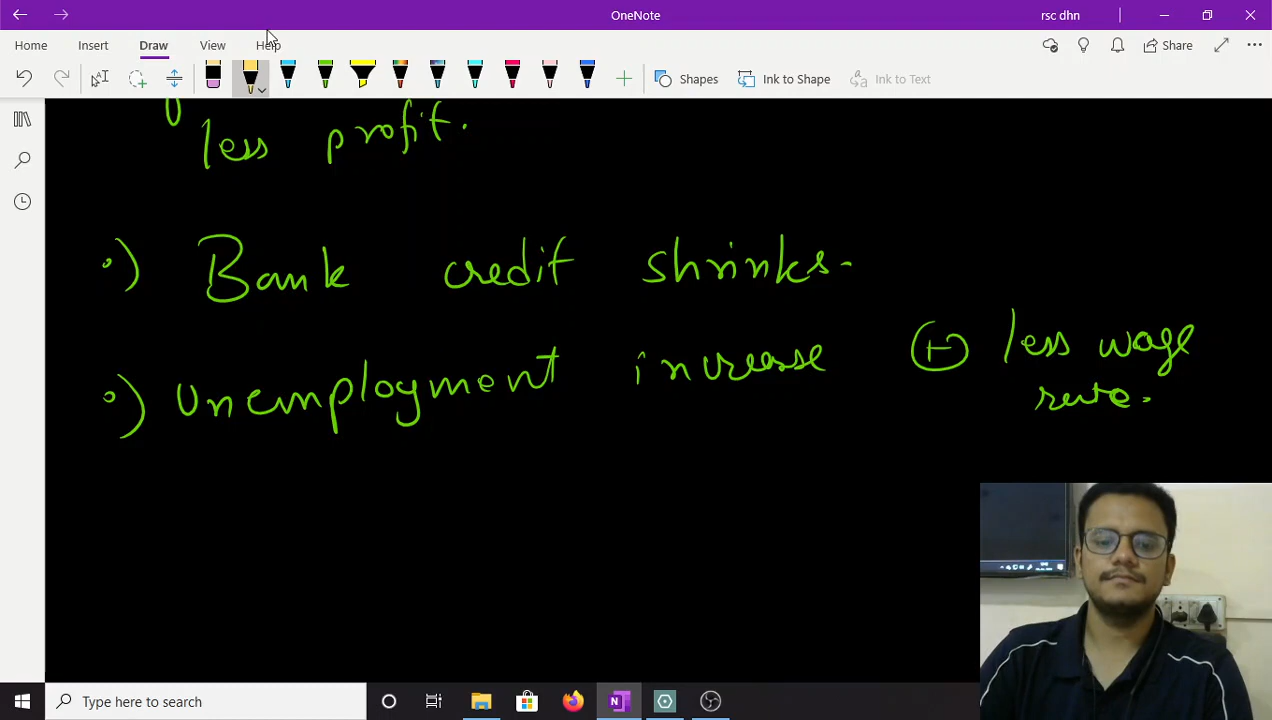 OneNote
rsc dhn
Home Insert Draw View Help
Share
Shapes Ink to Shape Ink to Text
less profit.
Bank credit shrinks.
Unemployment increase + less wage
rate.
Type here to search